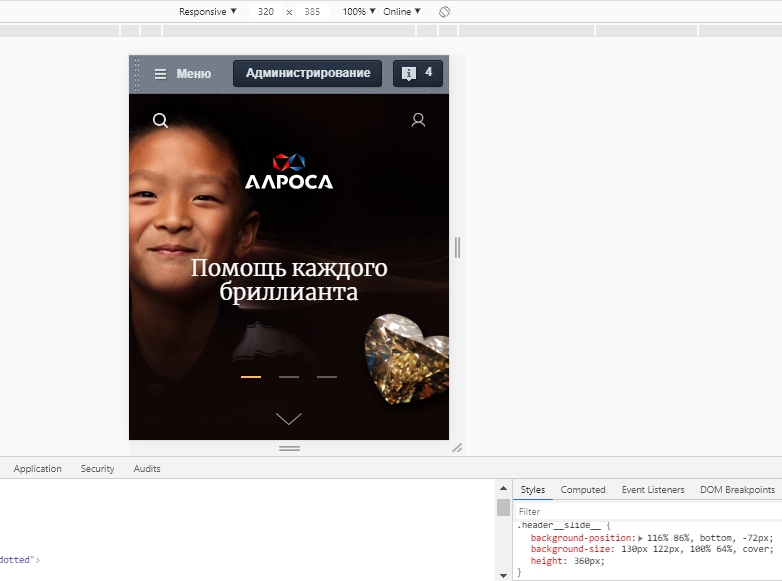 Responsive ▼ 320 × 385 100% ▼ Online ▼
Меню Администрирование 4
АЛРОСА
Помощь каждого
бриллианта
Application Security Audits
Styles Computed Event Listeners DOM Breakpoints
Filter
.header__slide__ {
background-position:▶ 116% 86%, bottom, -72px;
background-size: 130px 122px, 100% 64%, cover;
height: 360px;
}
dotted">